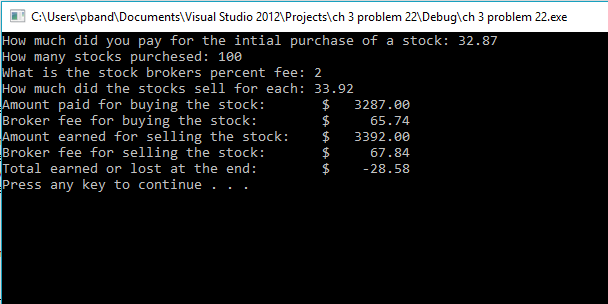 C:\Users\pband\Documents\Visual Studio 2012\Projects\ch 3 problem 22\Debug\ch 3 problem 22.exe
How much did you pay for the intial purchase of a stock: 32.87
How many stocks purchesed: 100
What is the stock brokers percent fee: 2
How much did the stocks sell for each: 33.92
Amount paid for buying the stock:       $   3287.00
Broker fee for buying the stock:        $     65.74
Amount earned for selling the stock:    $   3392.00
Broker fee for selling the stock:       $     67.84
Total earned or lost at the end:        $    -28.58
Press any key to continue . . .